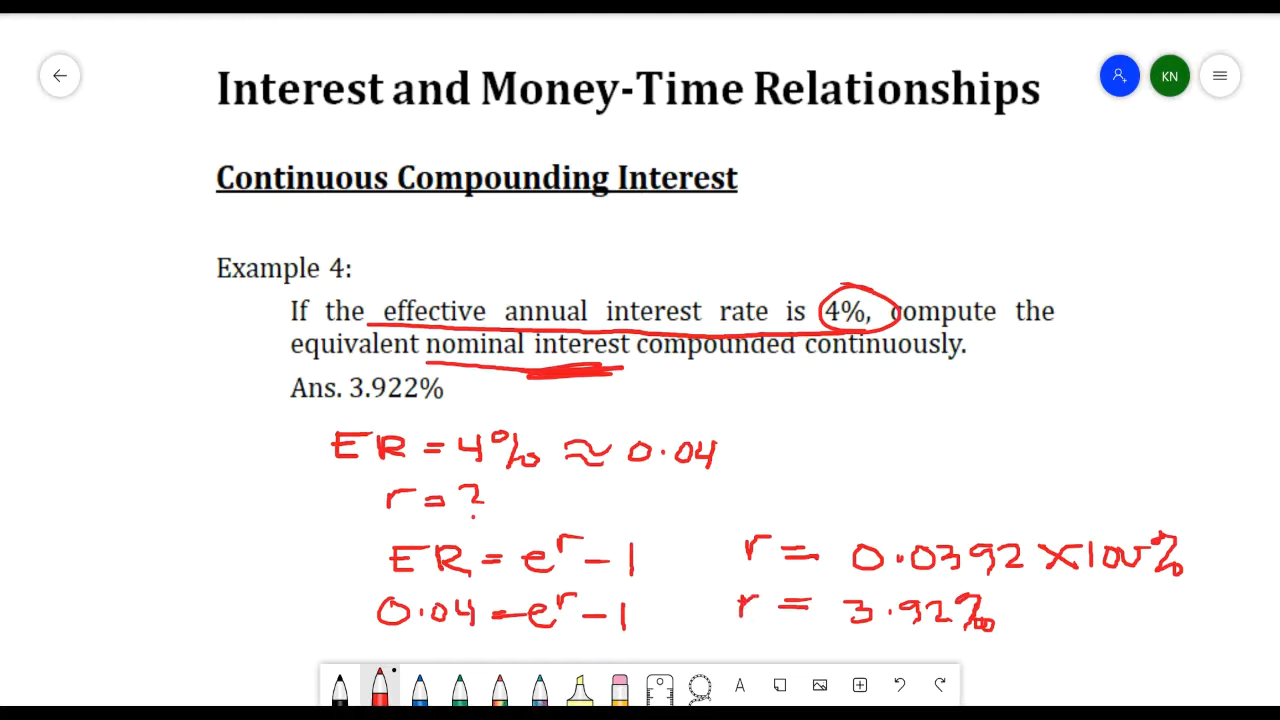 Interest and Money-Time Relationships
KN
Continuous Compounding Interest
Example 4:
If the effective annual interest rate is 4%, compute the
equivalent nominal interest compounded continuously.
Ans. 3.922%
ER = 4% ≈ 0.04
r = ?
ER = e^r - 1
0.04 = e^r - 1
r = 0.0392 × 100%
r = 3.92%
A